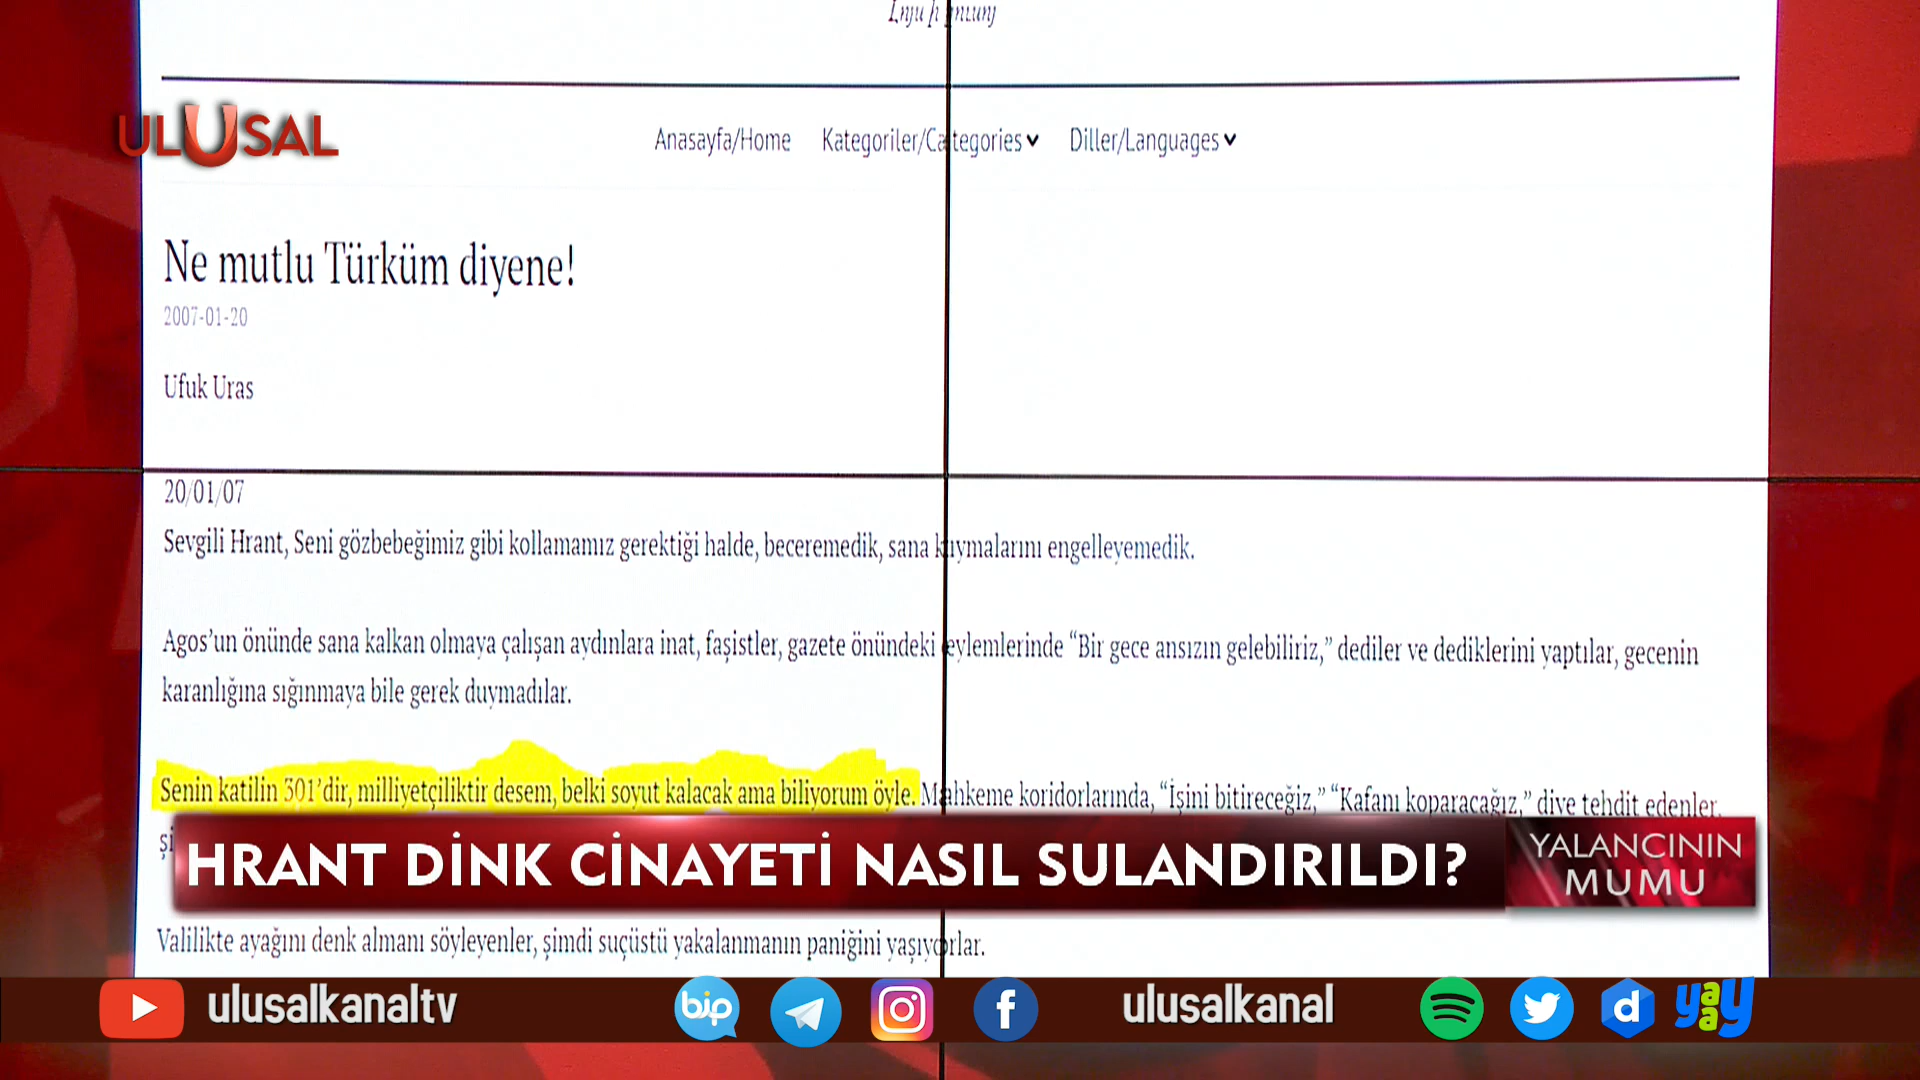 ULUSAL
Anasayfa/Home Kategoriler/Categories Diller/Languages
Ne mutlu Türküm diyene!
2007-01-20
Ufuk Uras
20/01/07
Sevgili Hrant, Seni gözbebeğimiz gibi kollamamız gerektiği halde, beceremedik, sana kıymalarını engelleyemedik.
Agos’un önünde sana kalkan olmaya çalışan aydınlara inat, faşistler, gazete önündeki eylemlerinde “Bir gece ansızın gelebiliriz,” dediler ve dediklerini yaptılar, gecenin
karanlığına sığınmaya bile gerek duymadılar.
Senin katilin 301’dir, milliyetçiliktir desem, belki soyut kalacak ama biliyorum öyle. Mahkeme koridorlarında, “İşini bitireceğiz,” “Kafanı koparacağız,” diye tehdit edenler,
HRANT DİNK CİNAYETİ NASIL SULANDIRILDI?
YALANCININ
MUMU
Valilikte ayağını denk almanı söyleyenler, şimdi suçüstü yakalanmanın paniğini yaşıyorlar.
ulusalkanaltv bip ulusalkanal d yaay